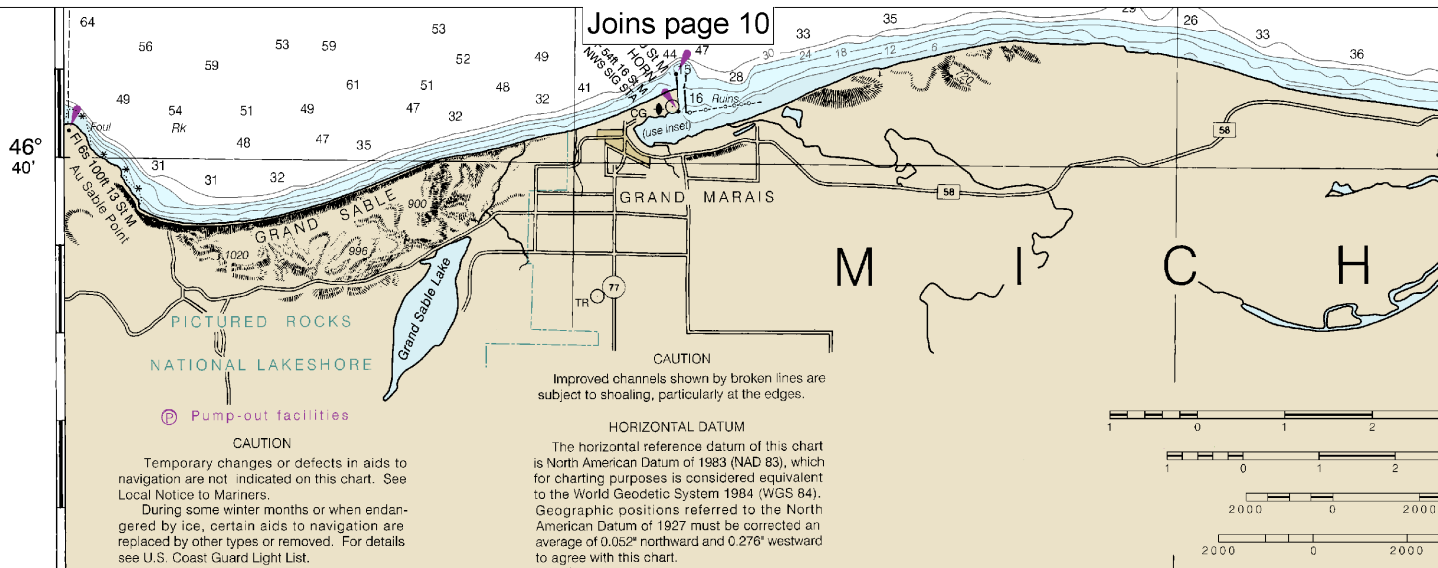 Joins page 10
64
56
53
59
53
59
52
49
61
51
48
41
49
54
51
49
47
32
32
Foul
Rk
48
47
35
31
31
32
44
47
28
30
24
18
12
6
33
35
29
26
33
36
St M
HORN
54ft 16 St M
NWS SIG STA
CG
16
Ruins
(use inset)
720
46°
40'
Fl 6s 100ft 13 St M
Au Sable Point
GRAND SABLE
900
996
1020
GRAND MARAIS
58
58
77
TR
Grand Sable Lake
M I C H
PICTURED ROCKS
NATIONAL LAKESHORE
P Pump-out facilities
CAUTION
Temporary changes or defects in aids to
navigation are not indicated on this chart. See
Local Notice to Mariners.
During some winter months or when endan-
gered by ice, certain aids to navigation are
replaced by other types or removed. For details
see U.S. Coast Guard Light List.
CAUTION
Improved channels shown by broken lines are
subject to shoaling, particularly at the edges.
HORIZONTAL DATUM
The horizontal reference datum of this chart
is North American Datum of 1983 (NAD 83), which
for charting purposes is considered equivalent
to the World Geodetic System 1984 (WGS 84).
Geographic positions referred to the North
American Datum of 1927 must be corrected an
average of 0.052" northward and 0.276" westward
to agree with this chart.
1 0 1 2
1 0 1 2
2000 0 2000
2000 0 2000